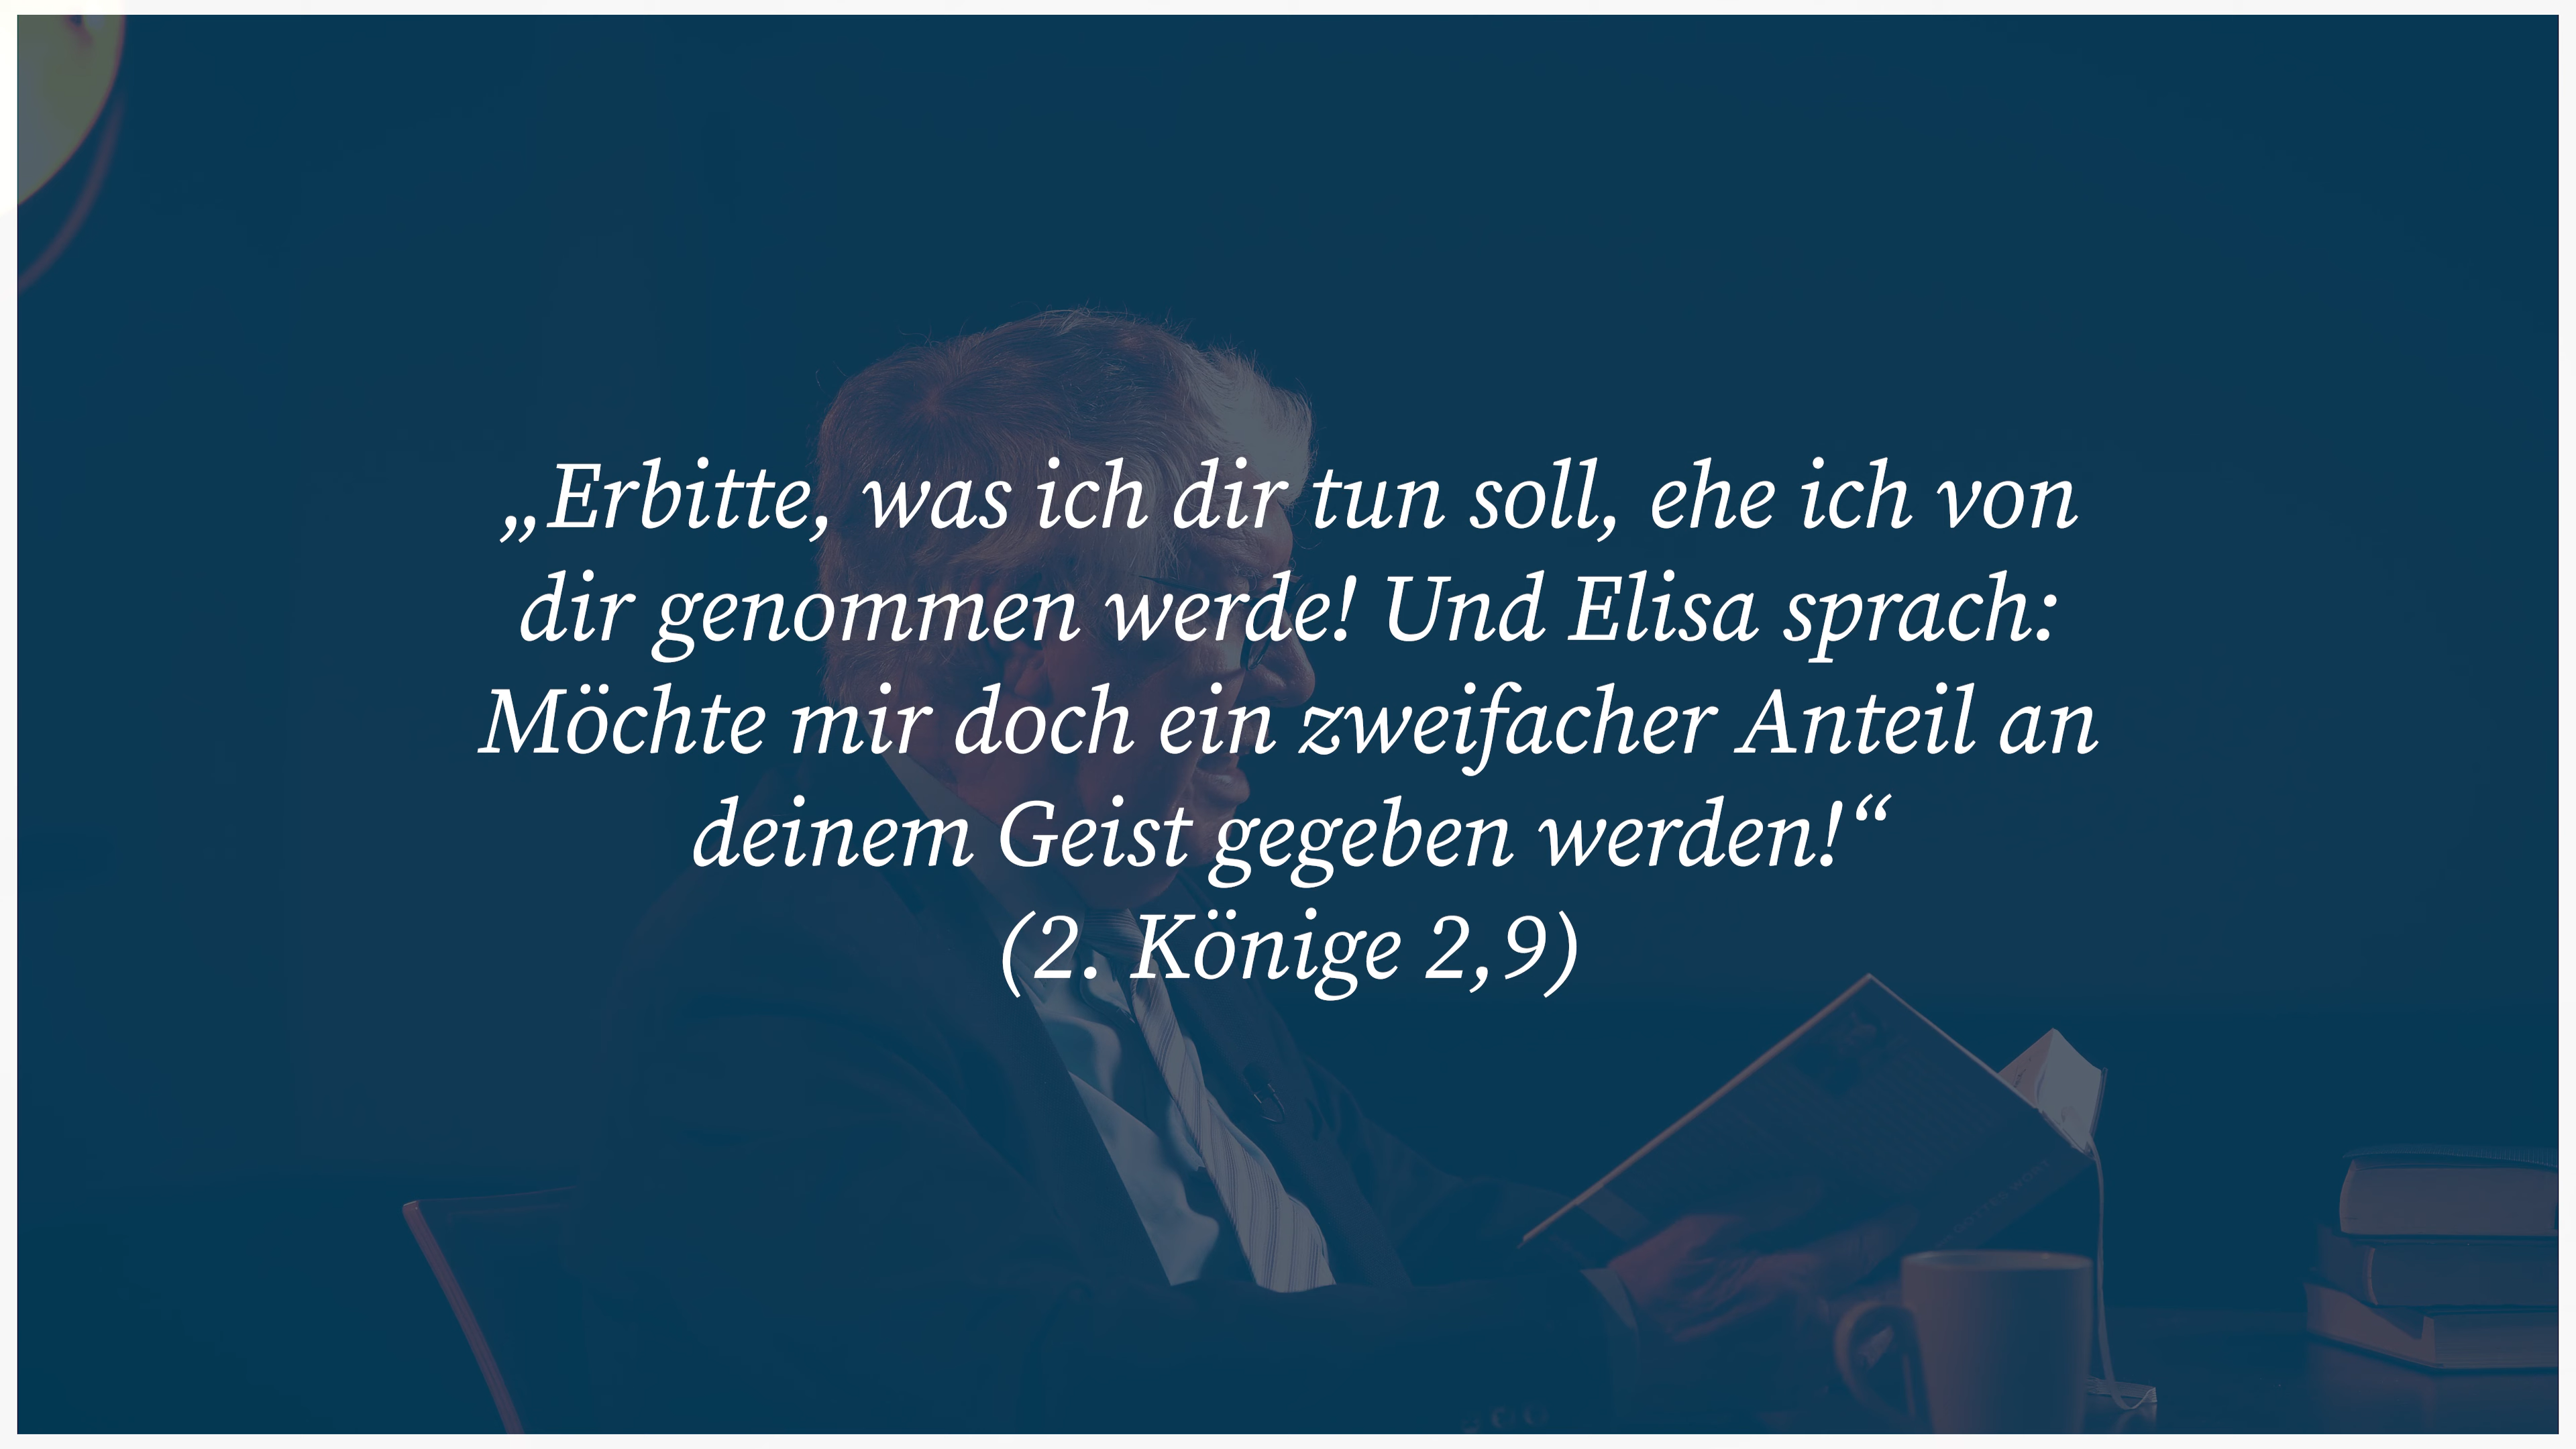 „Erbitte, was ich dir tun soll, ehe ich von
dir genommen werde! Und Elisa sprach:
Möchte mir doch ein zweifacher Anteil an
deinem Geist gegeben werden!“
(2. Könige 2,9)